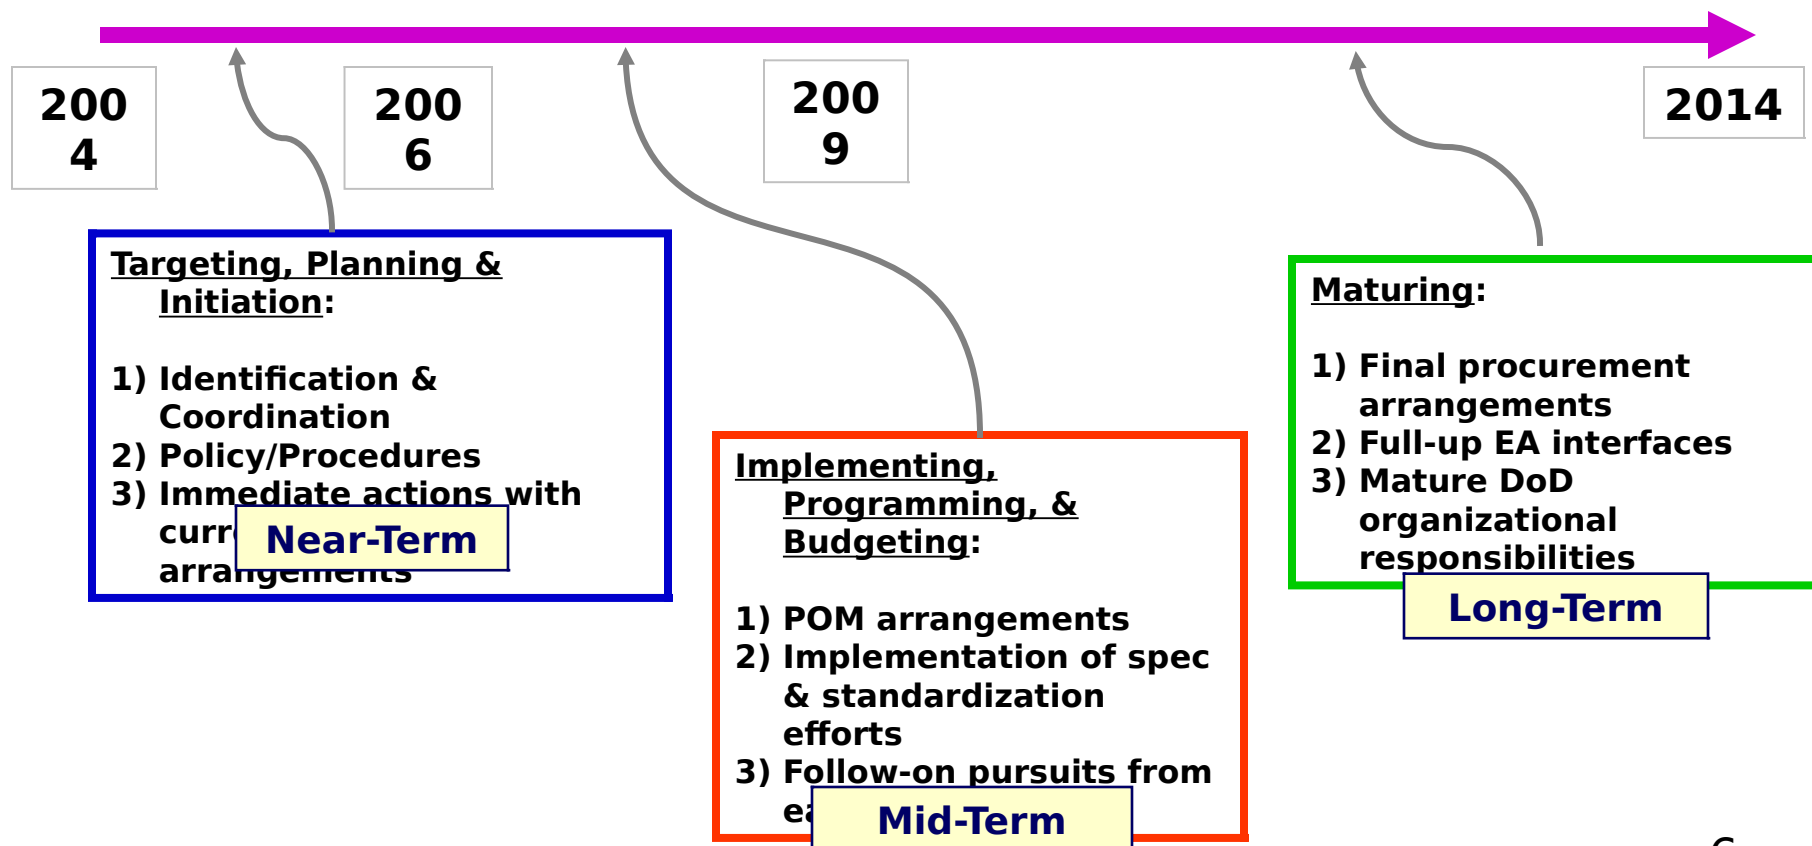 200
4
200
6
200
9
2014
Targeting, Planning &
Initiation:
1) Identification &
Coordination
2) Policy/Procedures
3) Immediate actions with
arrangements
Near-Term
Implementing,
Programming, &
Budgeting:
1) POM arrangements
2) Implementation of spec
& standardization
efforts
3) Follow-on pursuits from
Mid-Term
Maturing:
1) Final procurement
arrangements
2) Full-up EA interfaces
3) Mature DoD
organizational
responsibilities
Long-Term